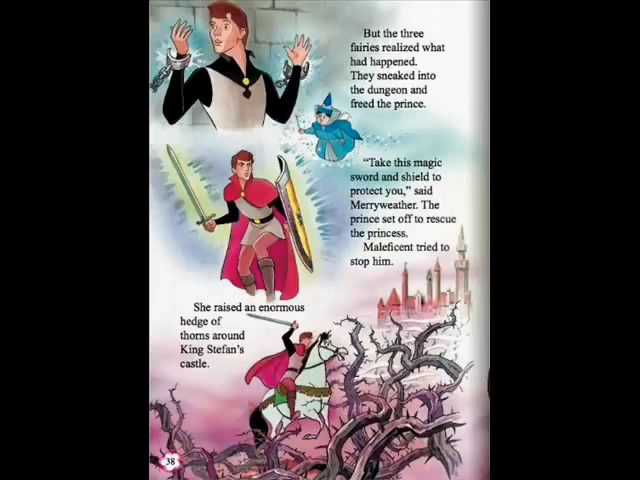 But the three
fairies realized what
had happened.
They sneaked into
the dungeon and
freed the prince.
"Take this magic
sword and shield to
protect you," said
Merryweather. The
prince set off to rescue
the princess.
Maleficent tried to
stop him.
She raised an enormous
hedge of
thorns around
King Stefan's
castle.
38